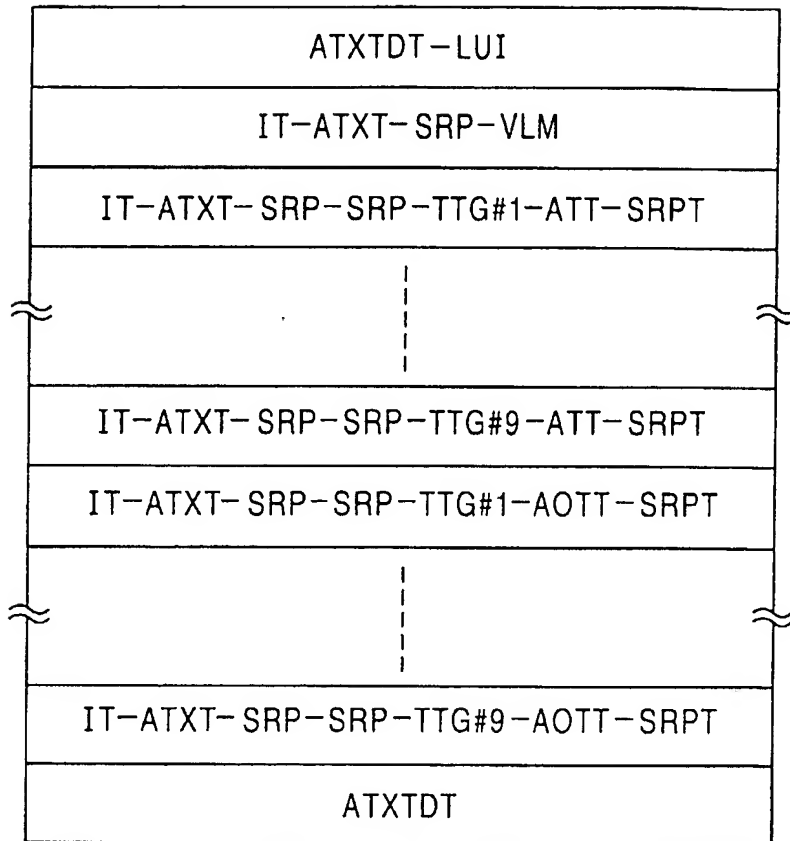 ATXTDT-LUI
IT-ATXT-SRP-VLM
IT-ATXT-SRP-SRP-TTG#1-ATT-SRPT
IT-ATXT-SRP-SRP-TTG#9-ATT-SRPT
IT-ATXT-SRP-SRP-TTG#1-AOTT-SRPT
IT-ATXT-SRP-SRP-TTG#9-AOTT-SRPT
ATXTDT